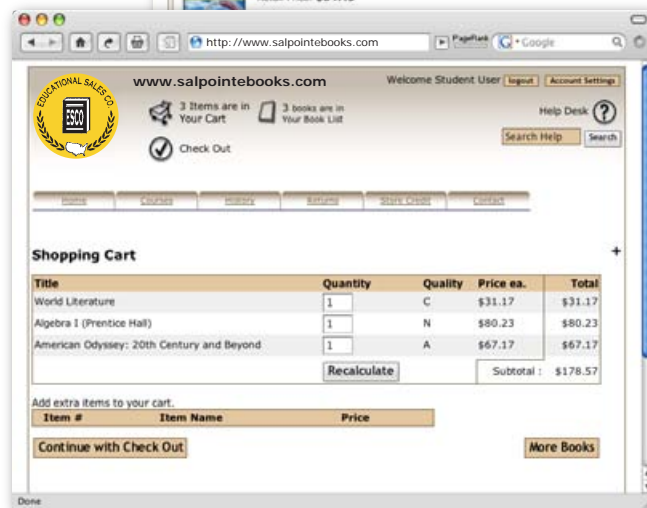 http://www.salpointebooks.com
PageRank
Google
EDUCATIONAL SALES CO
ESCO
www.salpointebooks.com
Welcome Student User logout Account Settings
3 Items are in
Your Cart
3 books are in
Your Book List
Help Desk ?
Search Help Search
Check Out
Home Courses History Returns Store Credit Contact
Shopping Cart +
Title Quantity Quality Price ea. Total
World Literature 1 C $31.17 $31.17
Algebra I (Prentice Hall) 1 N $80.23 $80.23
American Odyssey: 20th Century and Beyond 1 A $67.17 $67.17
Recalculate Subtotal : $178.57
Add extra items to your cart.
Item # Item Name Price
Continue with Check Out More Books
Done